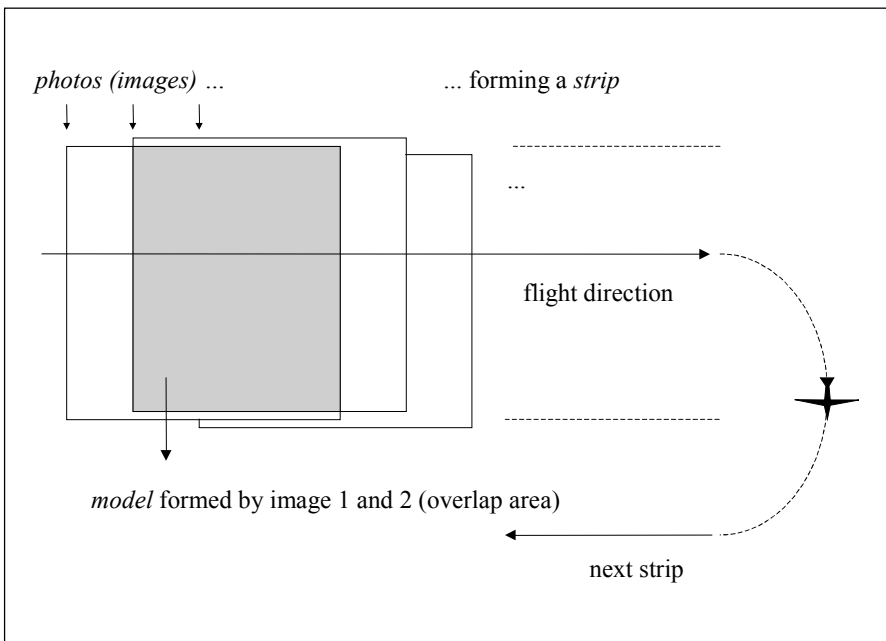 photos (images) ...
... forming a strip
...
flight direction
model formed by image 1 and 2 (overlap area)
next strip